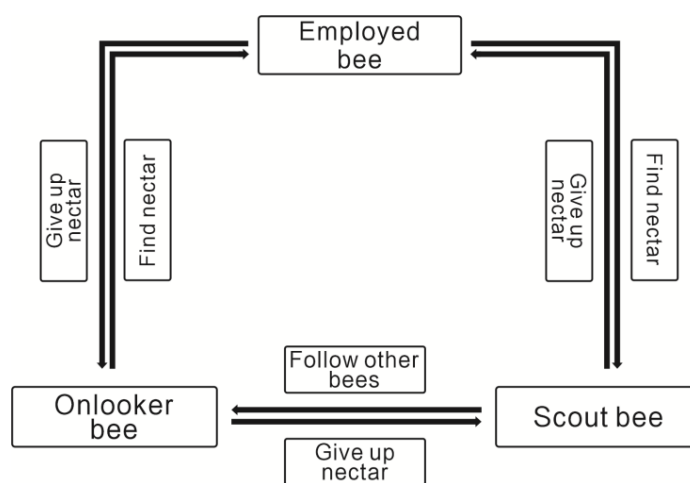 Employed
bee
Give up
nectar
Find nectar
Give up
nectar
Find nectar
Follow other
bees
Onlooker
bee
Scout bee
Give up
nectar